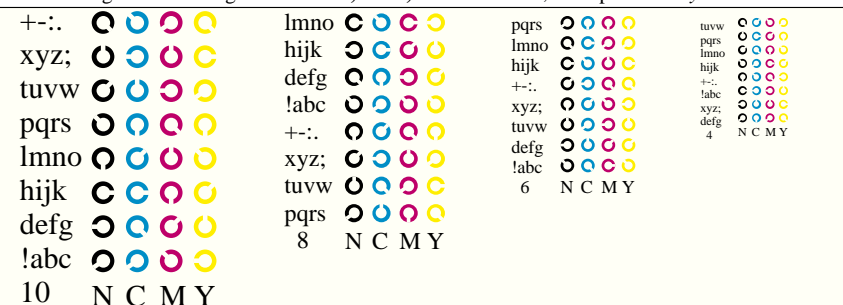 +-:.
xyz;
tuvw
pqrs
lmno
hijk
defg
!abc
10 N C M Y
lmno
hijk
defg
!abc
+-:.
xyz;
tuvw
pqrs
8 N C M Y
pqrs
lmno
hijk
+-:.
xyz;
tuvw
defg
!abc
6 N C M Y
tuvw
pqrs
lmno
hijk
+-:.
!abc
xyz;
defg
4 N C M Y